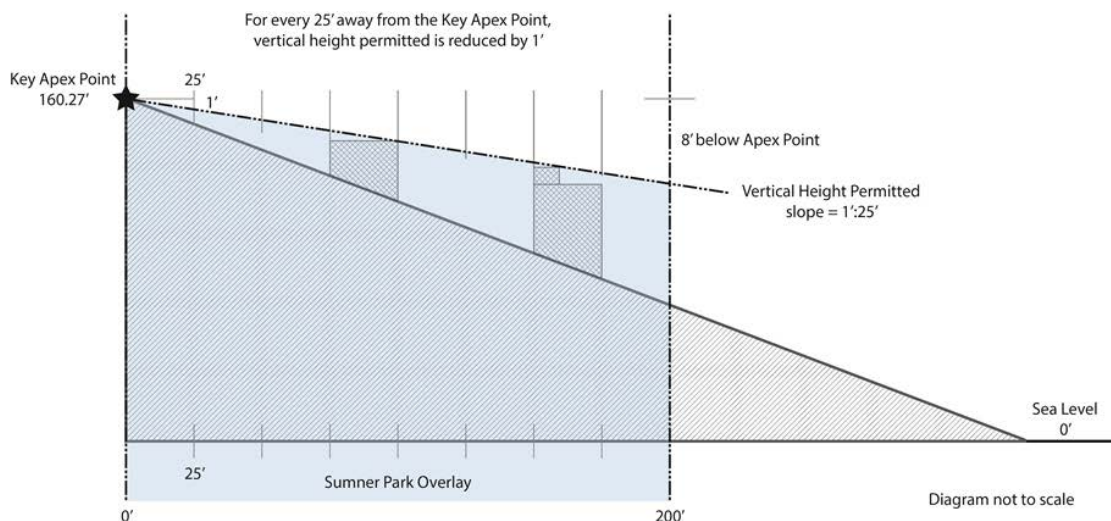 For every 25' away from the Key Apex Point,
vertical height permitted is reduced by 1'
Key Apex Point
160.27'
25'
1'
8' below Apex Point
Vertical Height Permitted
slope = 1':25'
Sea Level
0'
25'
Sumner Park Overlay
Diagram not to scale
0'
200'